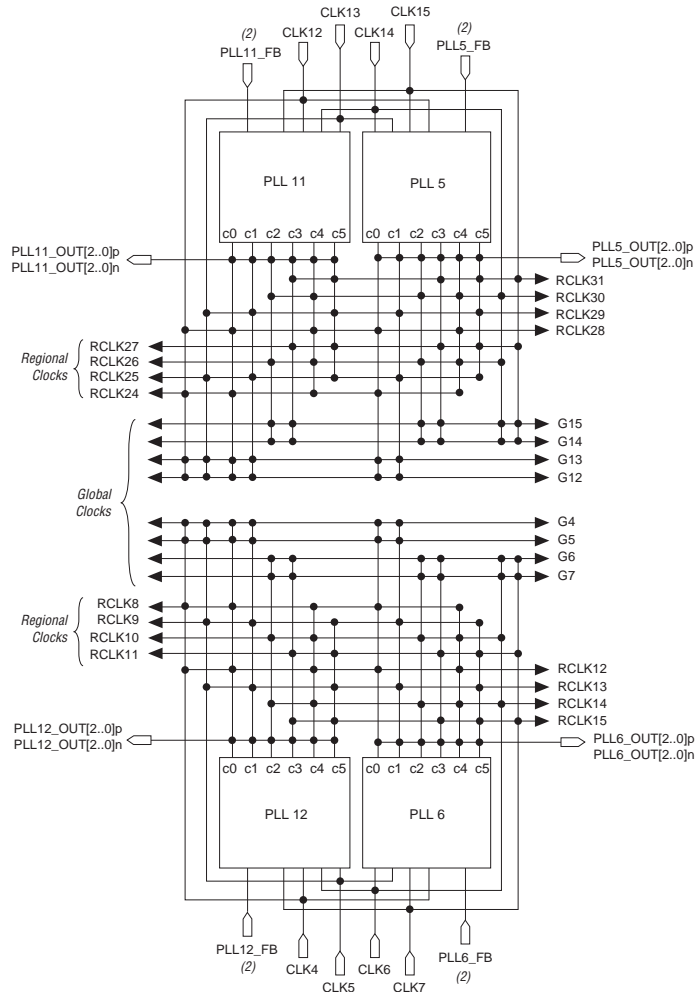 CLK13 CLK15
(2) CLK12 CLK14 (2)
PLL11_FB PLL5_FB
PLL 11 PLL 5
c0 c1 c2 c3 c4 c5 c0 c1 c2 c3 c4 c5
PLL11_OUT[2..0]p PLL5_OUT[2..0]p
PLL11_OUT[2..0]n PLL5_OUT[2..0]n
RCLK31
RCLK30
RCLK29
RCLK28
Regional
Clocks
RCLK27
RCLK26
RCLK25
RCLK24
G15
G14
G13
G12
Global
Clocks
G4
G5
G6
G7
Regional
Clocks
RCLK8
RCLK9
RCLK10
RCLK11
RCLK12
RCLK13
RCLK14
RCLK15
PLL12_OUT[2..0]p PLL6_OUT[2..0]p
PLL12_OUT[2..0]n PLL6_OUT[2..0]n
c0 c1 c2 c3 c4 c5 c0 c1 c2 c3 c4 c5
PLL 12 PLL 6
PLL12_FB PLL6_FB
(2) CLK4 CLK6 (2)
CLK5 CLK7